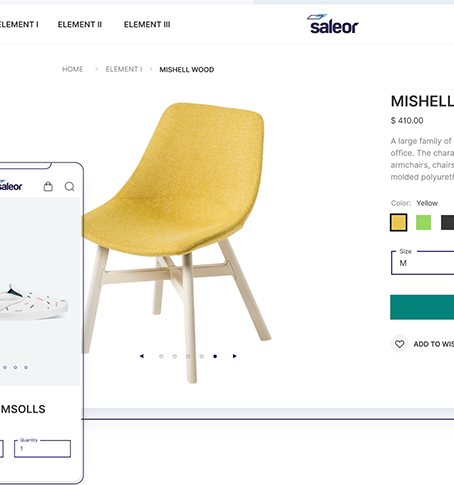 ELEMENT I ELEMENT II ELEMENT III
saleor
HOME > ELEMENT I > MISHELL WOOD
MISHELL
$ 410.00
A large family of
office. The chara
armchairs, chairs
molded polyureth
Color: Yellow
Size
M
ADD TO WIS
saleor
MSOLLS
Quantity
1